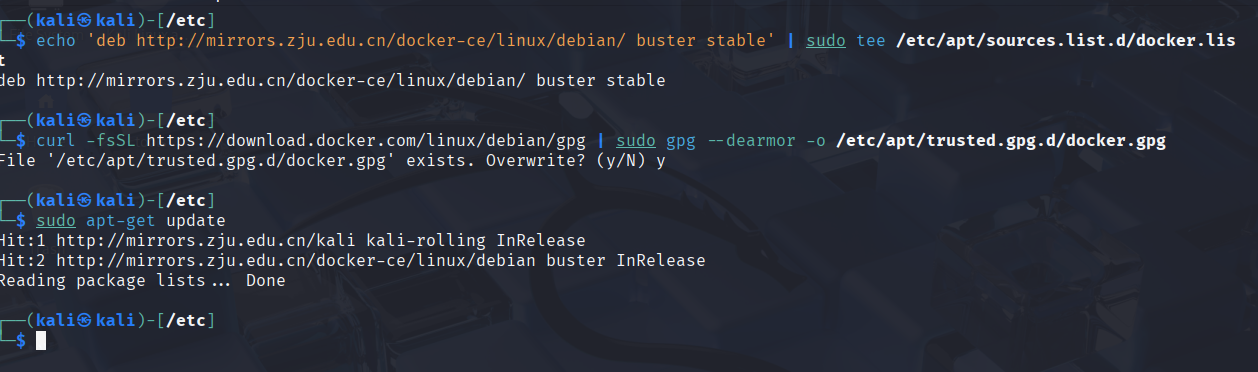 ┌──(kali㉿kali)-[/etc]
└─$ echo 'deb http://mirrors.zju.edu.cn/docker-ce/linux/debian/ buster stable' | sudo tee /etc/apt/sources.list.d/docker.lis
t
deb http://mirrors.zju.edu.cn/docker-ce/linux/debian/ buster stable
┌──(kali㉿kali)-[/etc]
└─$ curl -fsSL https://download.docker.com/linux/debian/gpg | sudo gpg --dearmor -o /etc/apt/trusted.gpg.d/docker.gpg
File '/etc/apt/trusted.gpg.d/docker.gpg' exists. Overwrite? (y/N) y
┌──(kali㉿kali)-[/etc]
└─$ sudo apt-get update
Hit:1 http://mirrors.zju.edu.cn/kali kali-rolling InRelease
Hit:2 http://mirrors.zju.edu.cn/docker-ce/linux/debian buster InRelease
Reading package lists... Done
┌──(kali㉿kali)-[/etc]
└─$